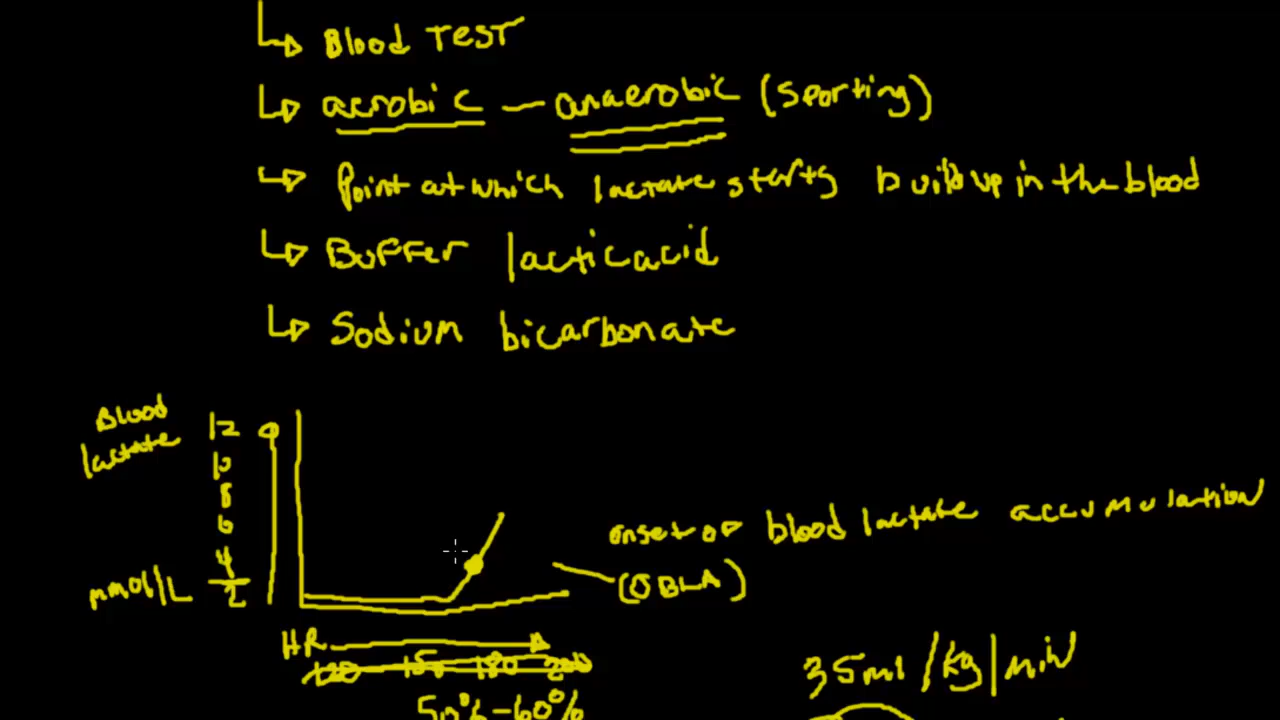 Blood TEST
aerobic - anaerobic (sporting)
Point at which lactate starts build up in the blood
Buffer lactic acid
Sodium bicarbonate
Blood
lactate
12
10
8
6
4
2
mmol/L
onset of blood lactate accumulation
(OBLA)
HR
120 150 180 200
50%-60%
35ml/kg/min